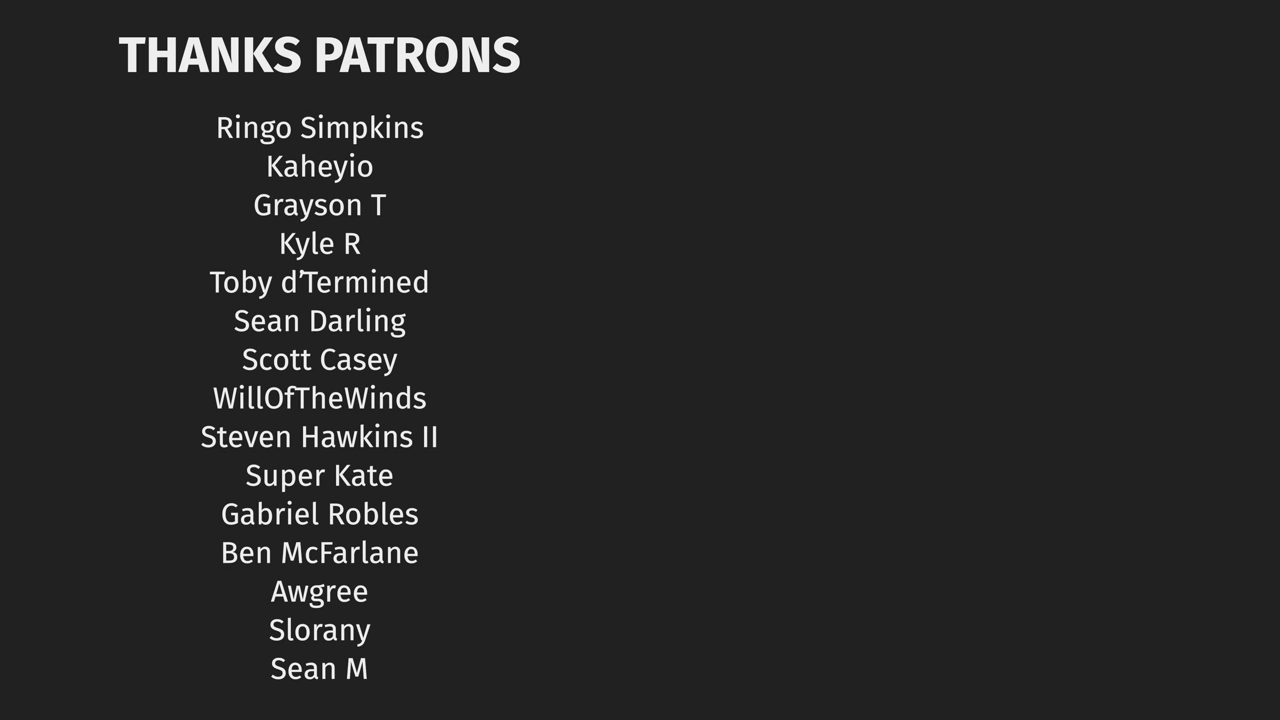 THANKS PATRONS
Ringo Simpkins
Kaheyio
Grayson T
Kyle R
Toby d’Termined
Sean Darling
Scott Casey
WillOfTheWinds
Steven Hawkins II
Super Kate
Gabriel Robles
Ben McFarlane
Awgree
Slorany
Sean M